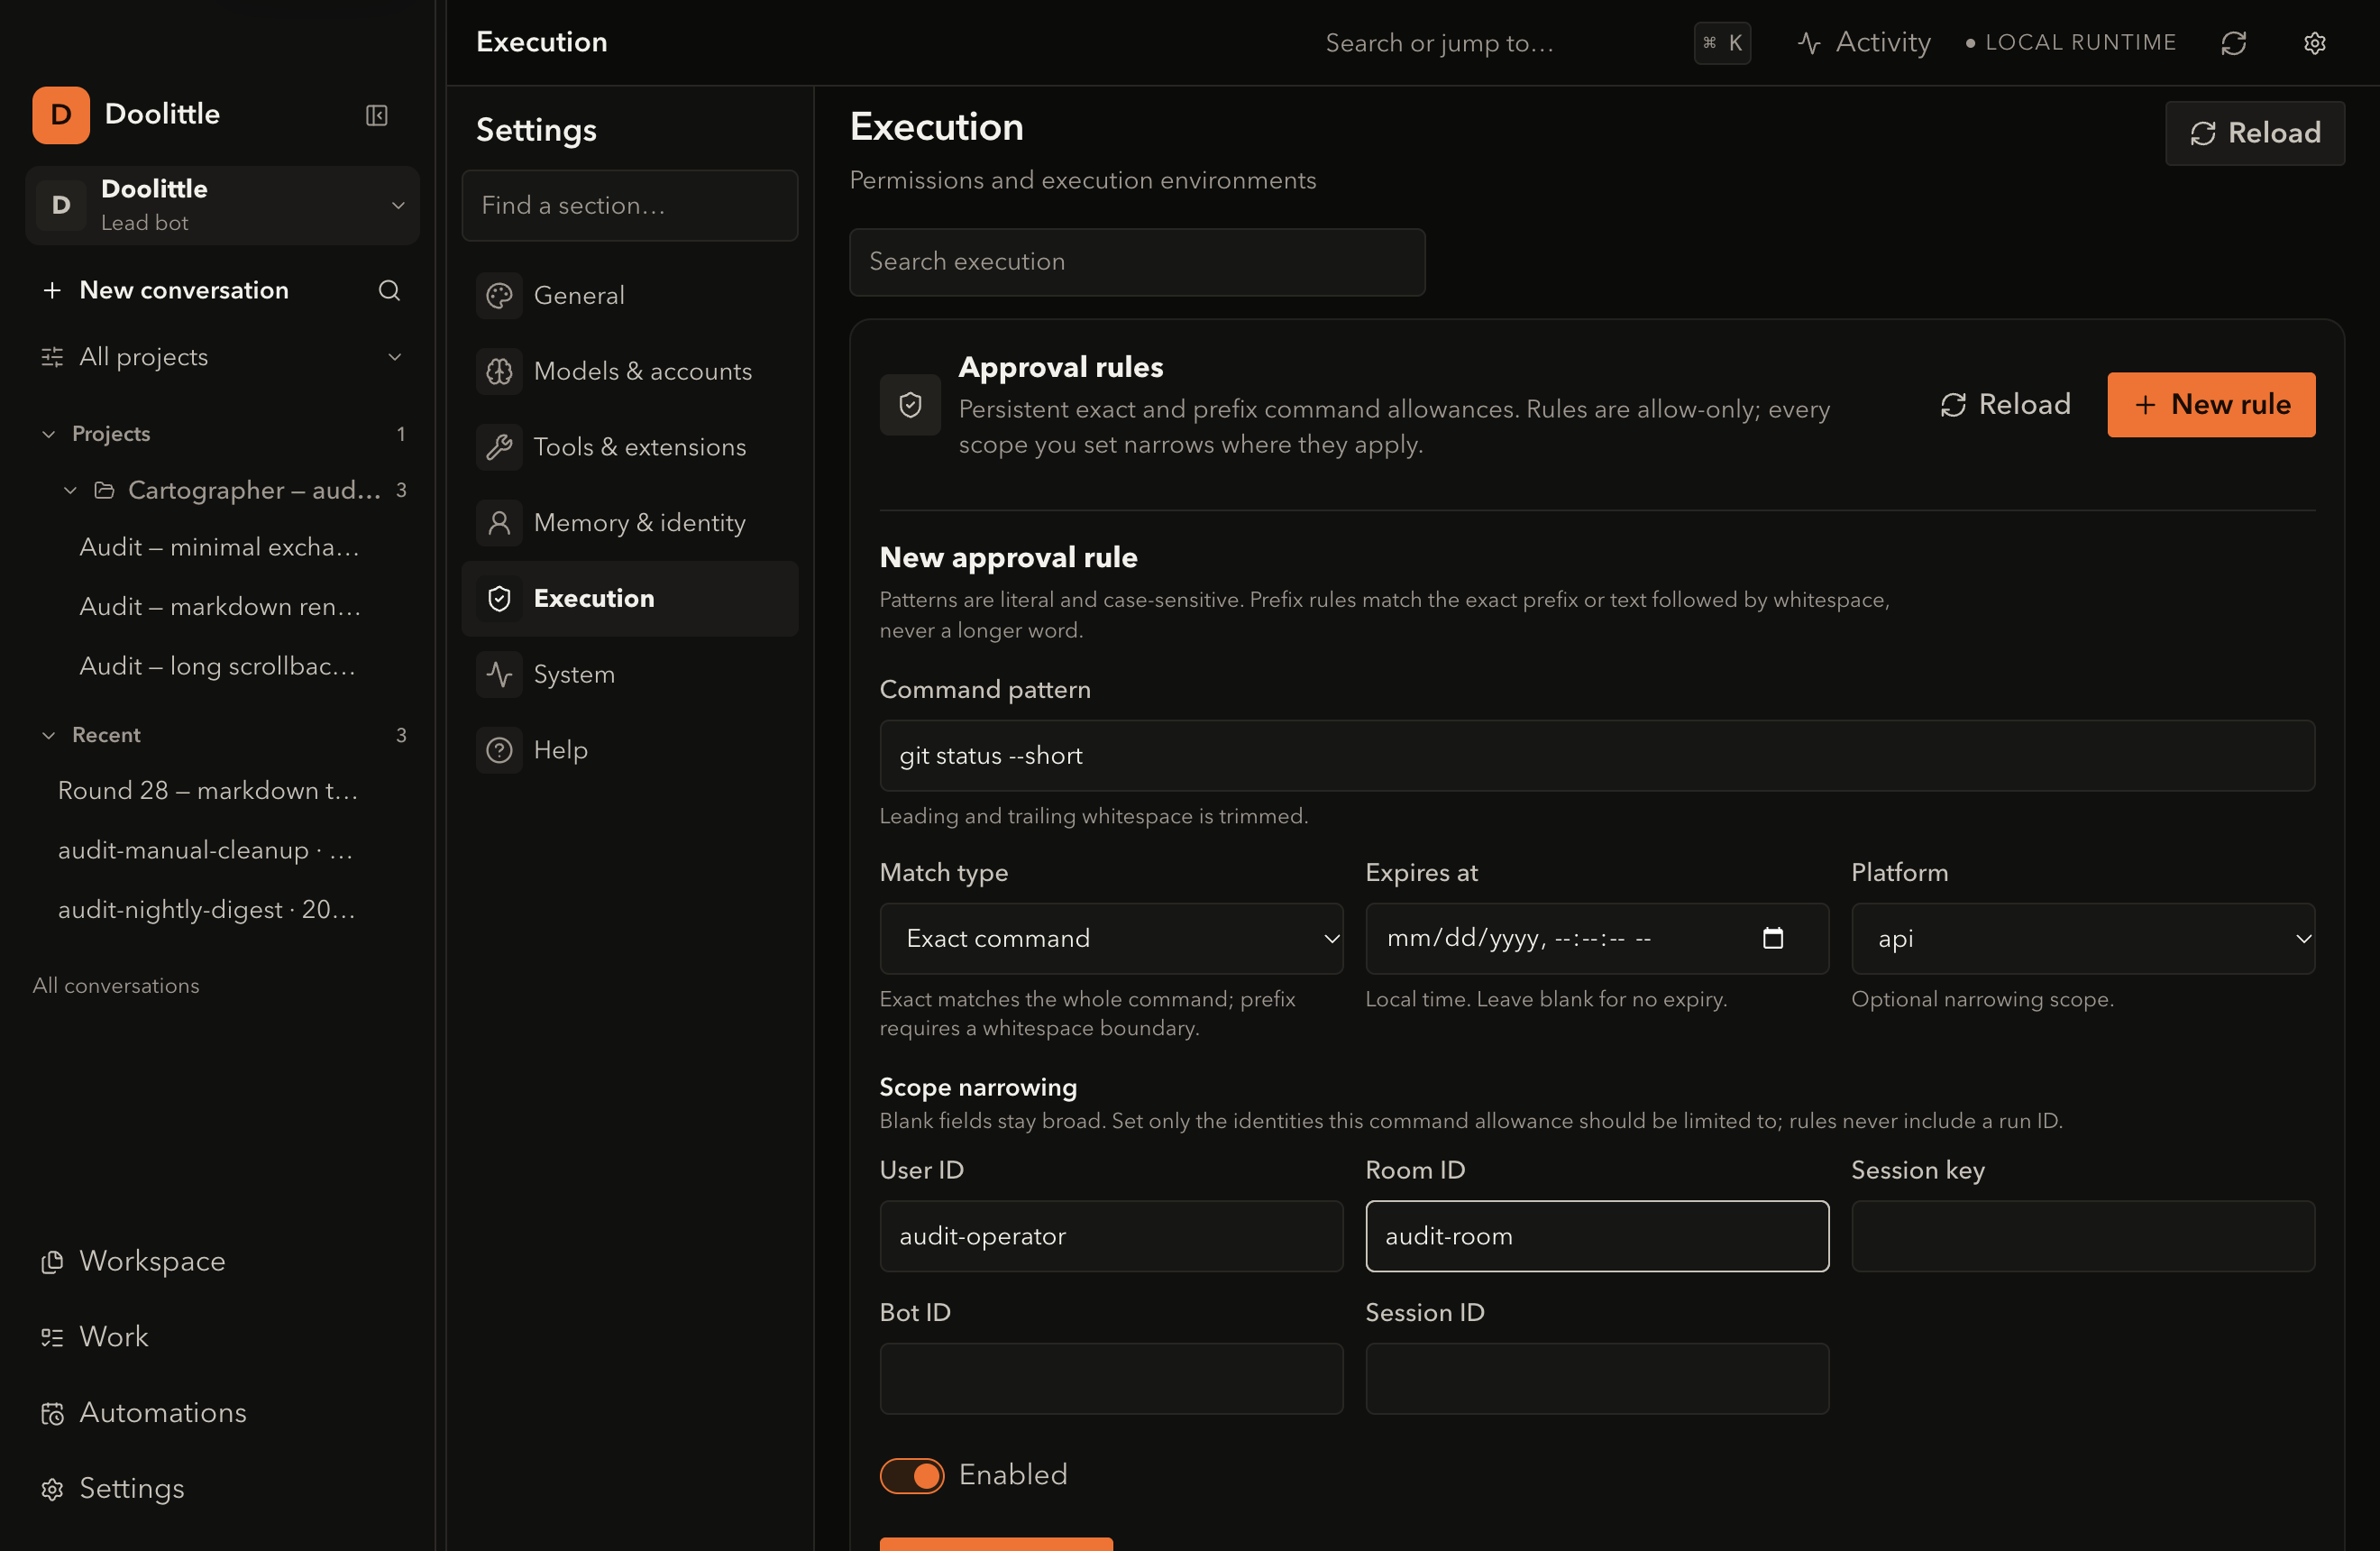 Execution
Search or jump to…
⌘ K
Activity
LOCAL RUNTIME
D
Doolittle
D
Doolittle
Lead bot
New conversation
All projects
Projects
1
Cartographer – aud…
3
Audit – minimal excha…
Audit – markdown ren…
Audit – long scrollbac…
Recent
3
Round 28 – markdown t…
audit-manual-cleanup · …
audit-nightly-digest · 20…
All conversations
Workspace
Work
Automations
Settings
Settings
Find a section…
General
Models & accounts
Tools & extensions
Memory & identity
Execution
System
Help
Execution
Permissions and execution environments
Reload
Search execution
Approval rules
Persistent exact and prefix command allowances. Rules are allow-only; every
scope you set narrows where they apply.
Reload
+ New rule
New approval rule
Patterns are literal and case-sensitive. Prefix rules match the exact prefix or text followed by whitespace,
never a longer word.
Command pattern
git status --short
Leading and trailing whitespace is trimmed.
Match type
Expires at
Platform
Exact command
mm/dd/yyyy, --:--:-- --
api
Exact matches the whole command; prefix
requires a whitespace boundary.
Local time. Leave blank for no expiry.
Optional narrowing scope.
Scope narrowing
Blank fields stay broad. Set only the identities this command allowance should be limited to; rules never include a run ID.
User ID
Room ID
Session key
audit-operator
audit-room
Bot ID
Session ID
Enabled